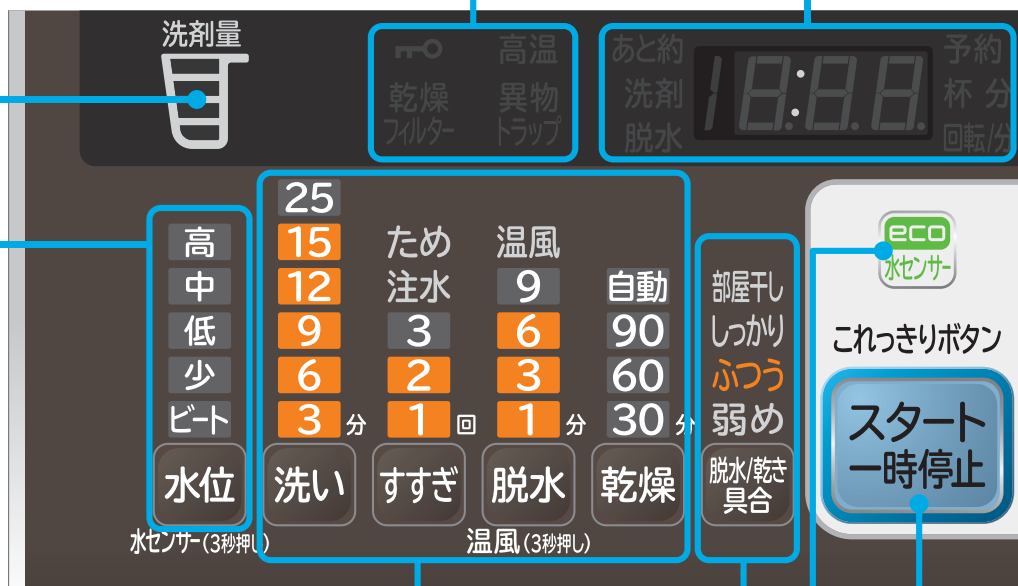 洗剤量
高温
乾燥
フィルター
異物
トラップ
あと約
洗剤
脱水
18:88
予約
杯 分
回転/分
高
中
低
少
ビート
水位
水センサー(3秒押し)
25
15
12
9
6
3 分
洗い
ため
注水
3
2
1 回
すすぎ
温風
9
6
3
1 分
脱水
温風(3秒押し)
自動
90
60
30 分
乾燥
部屋干し
しっかり
ふつう
弱め
脱水/乾き
具合
eco
水センサー
これっきりボタン
スタート
一時停止